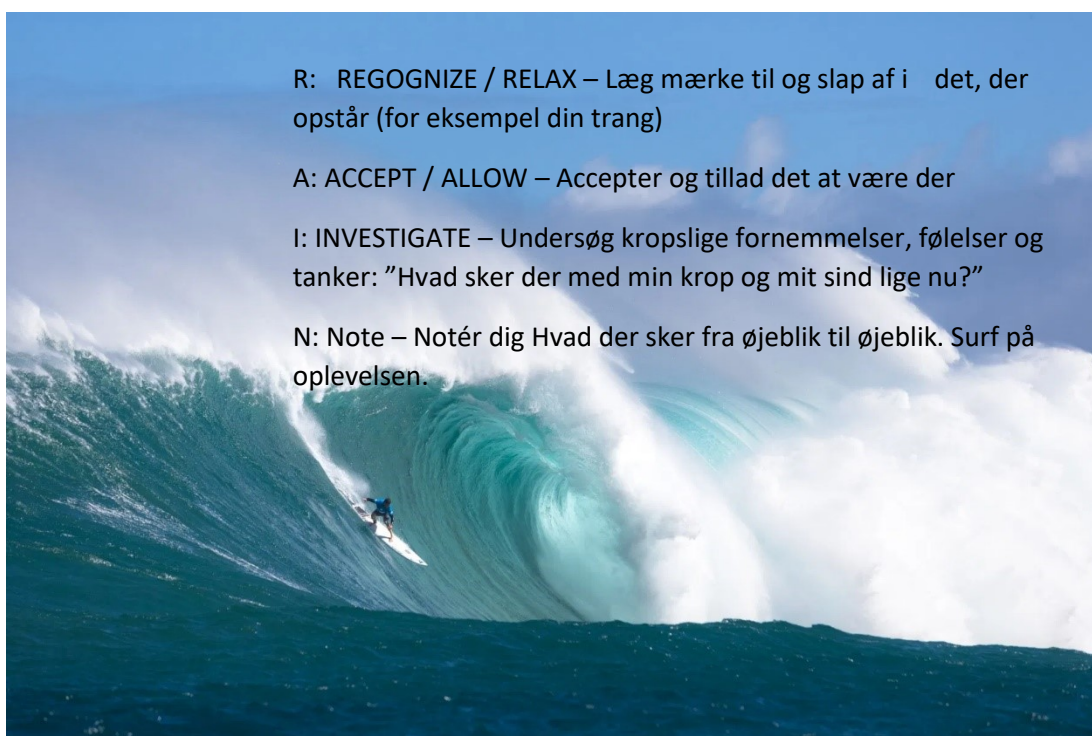 R: REGOGNIZE / RELAX – Læg mærke til og slap af i det, der
opstår (for eksempel din trang)
A: ACCEPT / ALLOW – Accepter og tillad det at være der
I: INVESTIGATE – Undersøg kropslige fornemmelser, følelser og
tanker: ”Hvad sker der med min krop og mit sind lige nu?”
N: Note – Notér dig Hvad der sker fra øjeblik til øjeblik. Surf på
oplevelsen.